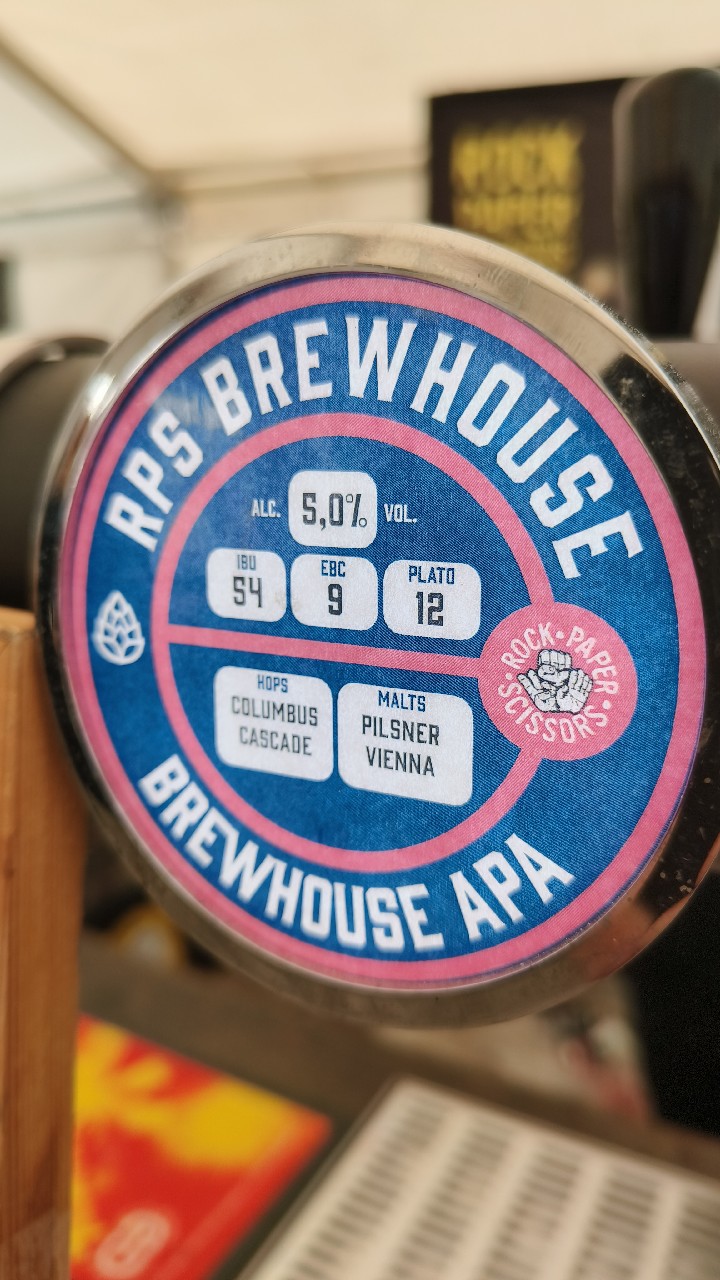 ROCK
RPS BREWHOUSE
ALC. 5,0% VOL.
IBU
54
EBC
9
PLATO
12
ROCK • PAPER • SCISSORS •
HOPS
COLUMBUS
CASCADE
MALTS
PILSNER
VIENNA
BREWHOUSE APA